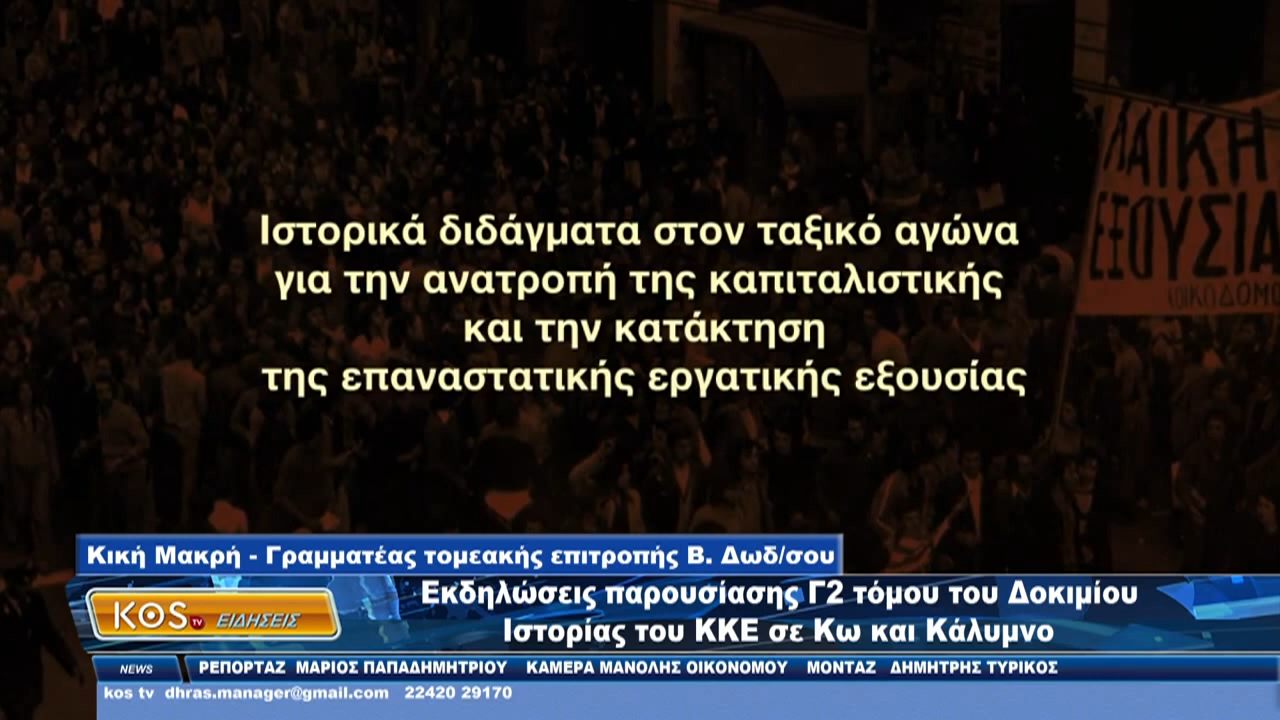 ΛΑΪΚΗ
ΕΞΟΥΣΙΑ
Ιστορικά διδάγματα στον ταξικό αγώνα
για την ανατροπή της καπιταλιστικής
και την κατάκτηση
της επαναστατικής εργατικής εξουσίας
Κική Μακρή - Γραμματέας τομεακής επιτροπής Β. Δωδ/σου
Εκδηλώσεις παρουσίασης Γ2 τόμου του Δοκιμίου
Ιστορίας του ΚΚΕ σε Κω και Κάλυμνο
KOS TV ΕΙΔΗΣΕΙΣ
NEWS ΡΕΠΟΡΤΑΖ ΜΑΡΙΟΣ ΠΑΠΑΔΗΜΗΤΡΙΟΥ ΚΑΜΕΡΑ ΜΑΝΟΛΗΣ ΟΙΚΟΝΟΜΟΥ ΜΟΝΤΑΖ ΔΗΜΗΤΡΗΣ ΤΥΡΙΚΟΣ
kos tv dhras.manager@gmail.com 22420 29170